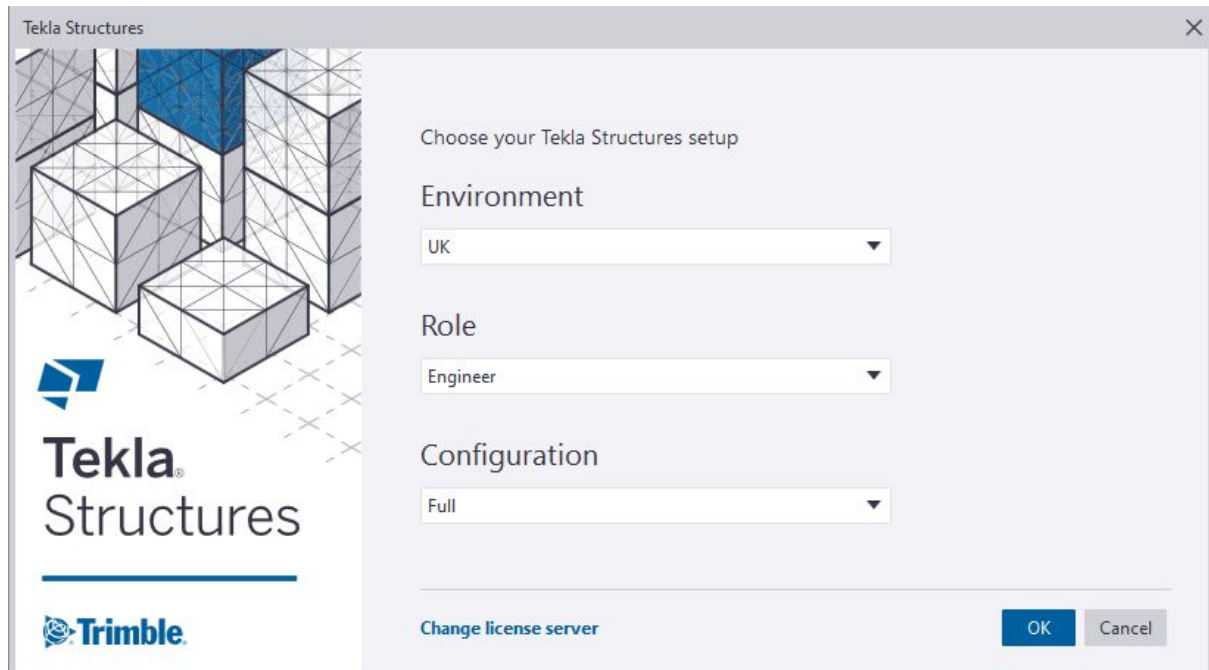 Tekla Structures
Choose your Tekla Structures setup
Environment
UK
Role
Engineer
Configuration
Full
Tekla®
Structures
Trimble.
Change license server
OK
Cancel